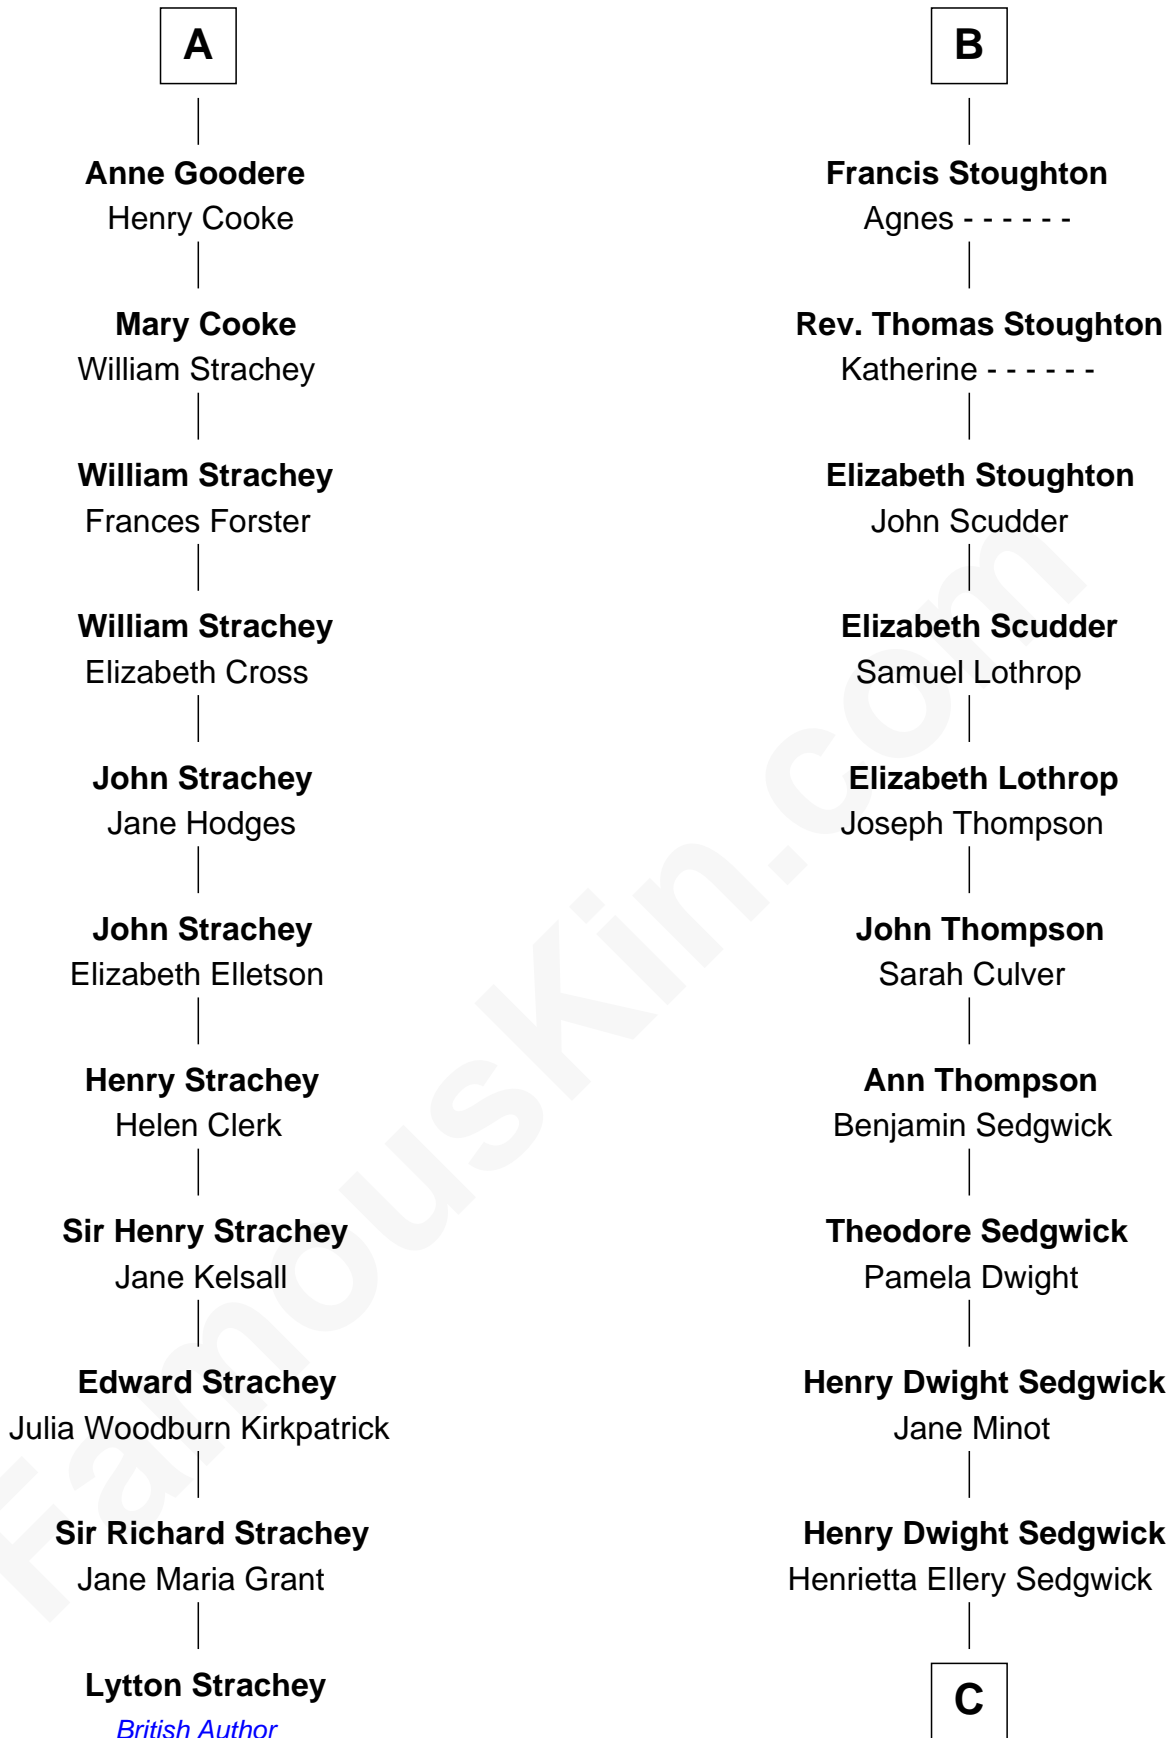 A
Anne Goodere
Henry Cooke
Mary Cooke
William Strachey
William Strachey
Frances Forster
William Strachey
Elizabeth Cross
John Strachey
Jane Hodges
John Strachey
Elizabeth Elletson
Henry Strachey
Helen Clerk
Sir Henry Strachey
Jane Kelsall
Edward Strachey
Julia Woodburn Kirkpatrick
Sir Richard Strachey
Jane Maria Grant
Lytton Strachey
British Author
B
Francis Stoughton
Agnes - - - - - -
Rev. Thomas Stoughton
Katherine - - - - - -
Elizabeth Stoughton
John Scudder
Elizabeth Scudder
Samuel Lothrop
Elizabeth Lothrop
Joseph Thompson
John Thompson
Sarah Culver
Ann Thompson
Benjamin Sedgwick
Theodore Sedgwick
Pamela Dwight
Henry Dwight Sedgwick
Jane Minot
Henry Dwight Sedgwick
Henrietta Ellery Sedgwick
C
FamousKin.com